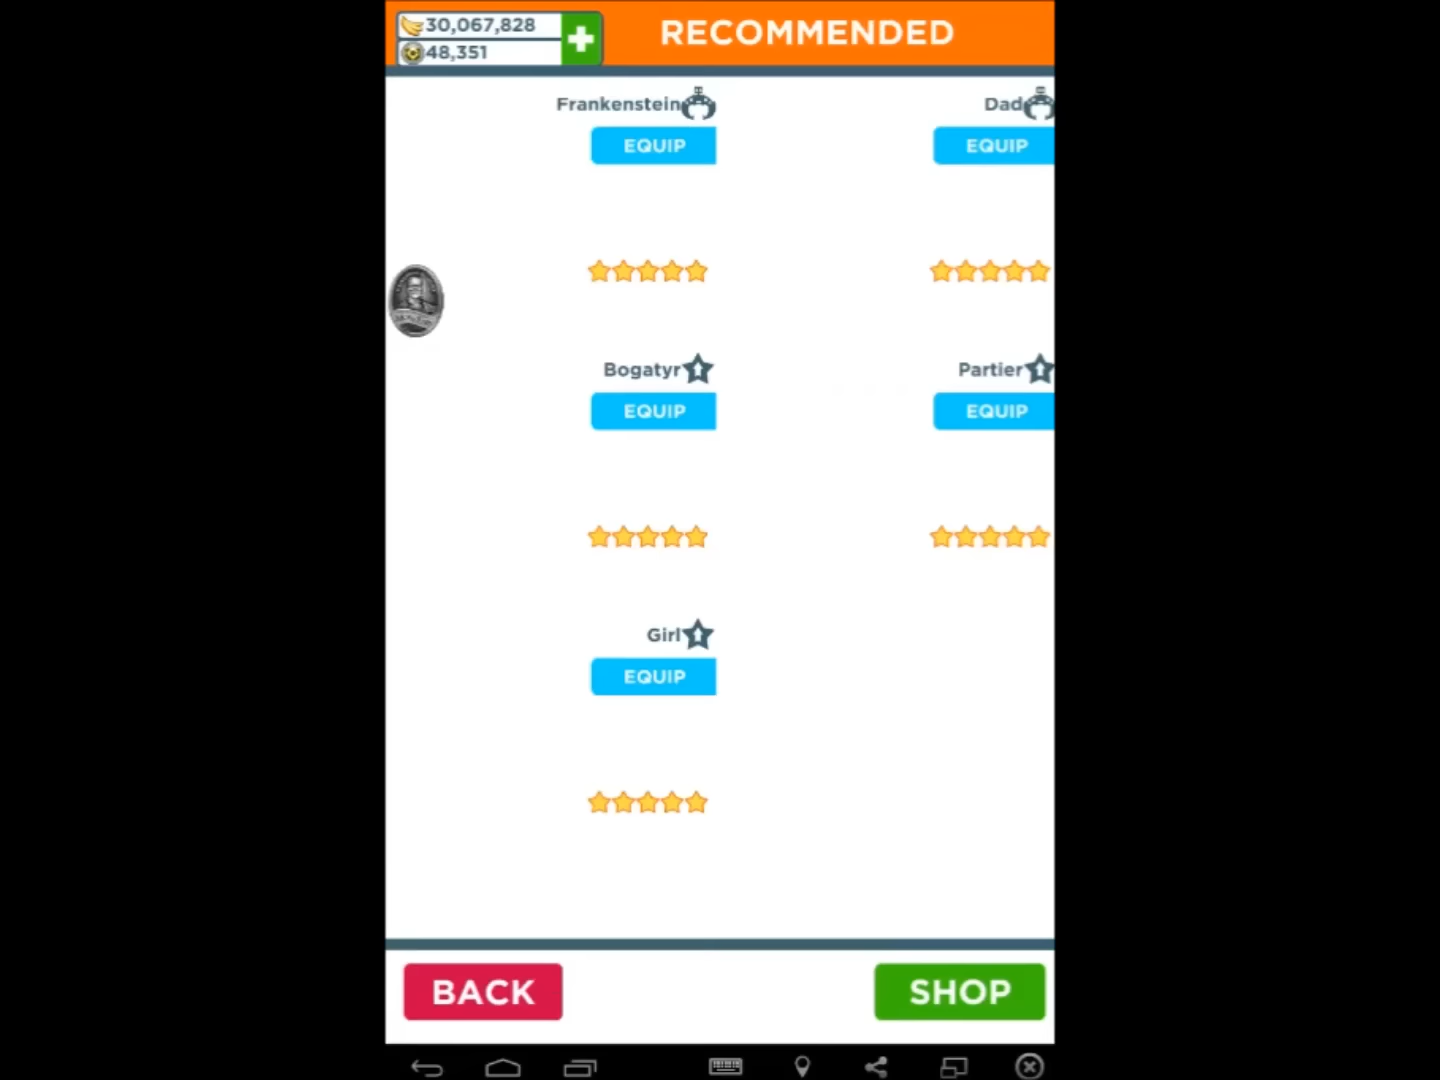 30,067,828
48,351
RECOMMENDED
Frankenstein
Dad
EQUIP
EQUIP
Bogatyr
Partier
EQUIP
EQUIP
Girl
EQUIP
BACK
SHOP